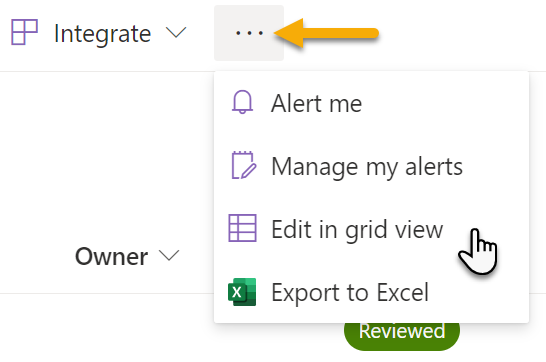 Integrate
...
Alert me
Manage my alerts
Edit in grid view
Owner
Export to Excel
Reviewed